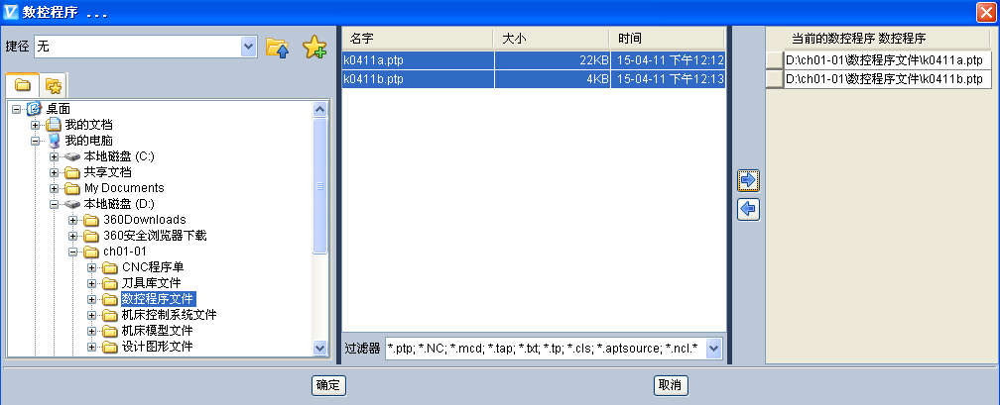 数控程序 ...
捷径 无
桌面
我的文档
我的电脑
本地磁盘 (C:)
共享文档
My Documents
本地磁盘 (D:)
360Downloads
360安全浏览器下载
ch01-01
CNC程序单
刀具库文件
数控程序文件
机床控制系统文件
机床模型文件
设计图形文件
名字 大小 时间
k0411a.ptp 22KB 15-04-11 下午12:12
k0411b.ptp 4KB 15-04-11 下午12:13
过滤器 *.ptp; *.NC; *.mcd; *.tap; *.txt; *.tp; *.cls; *.aptsource; *.ncl.*
当前的数控程序 数控程序
D:\ch01-01\数控程序文件\k0411a.ptp
D:\ch01-01\数控程序文件\k0411b.ptp
确定 取消